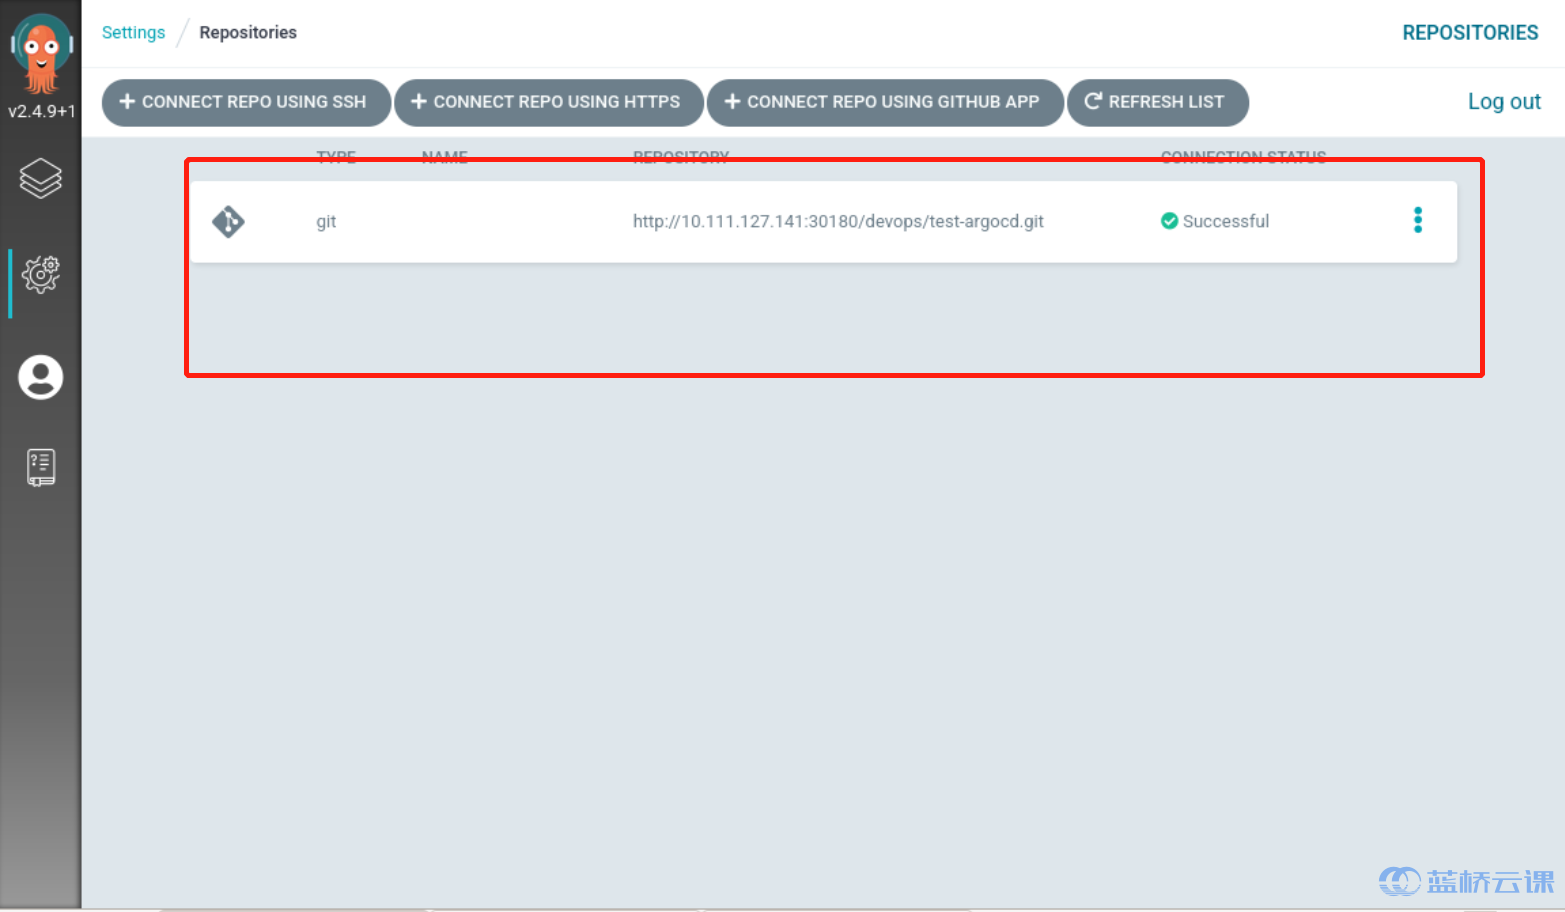 Settings / Repositories
REPOSITORIES
v2.4.9+1
+ CONNECT REPO USING SSH
+ CONNECT REPO USING HTTPS
+ CONNECT REPO USING GITHUB APP
REFRESH LIST
Log out
TYPE NAME REPOSITORY CONNECTION STATUS
git http://10.111.127.141:30180/devops/test-argocd.git Successful
蓝桥云课